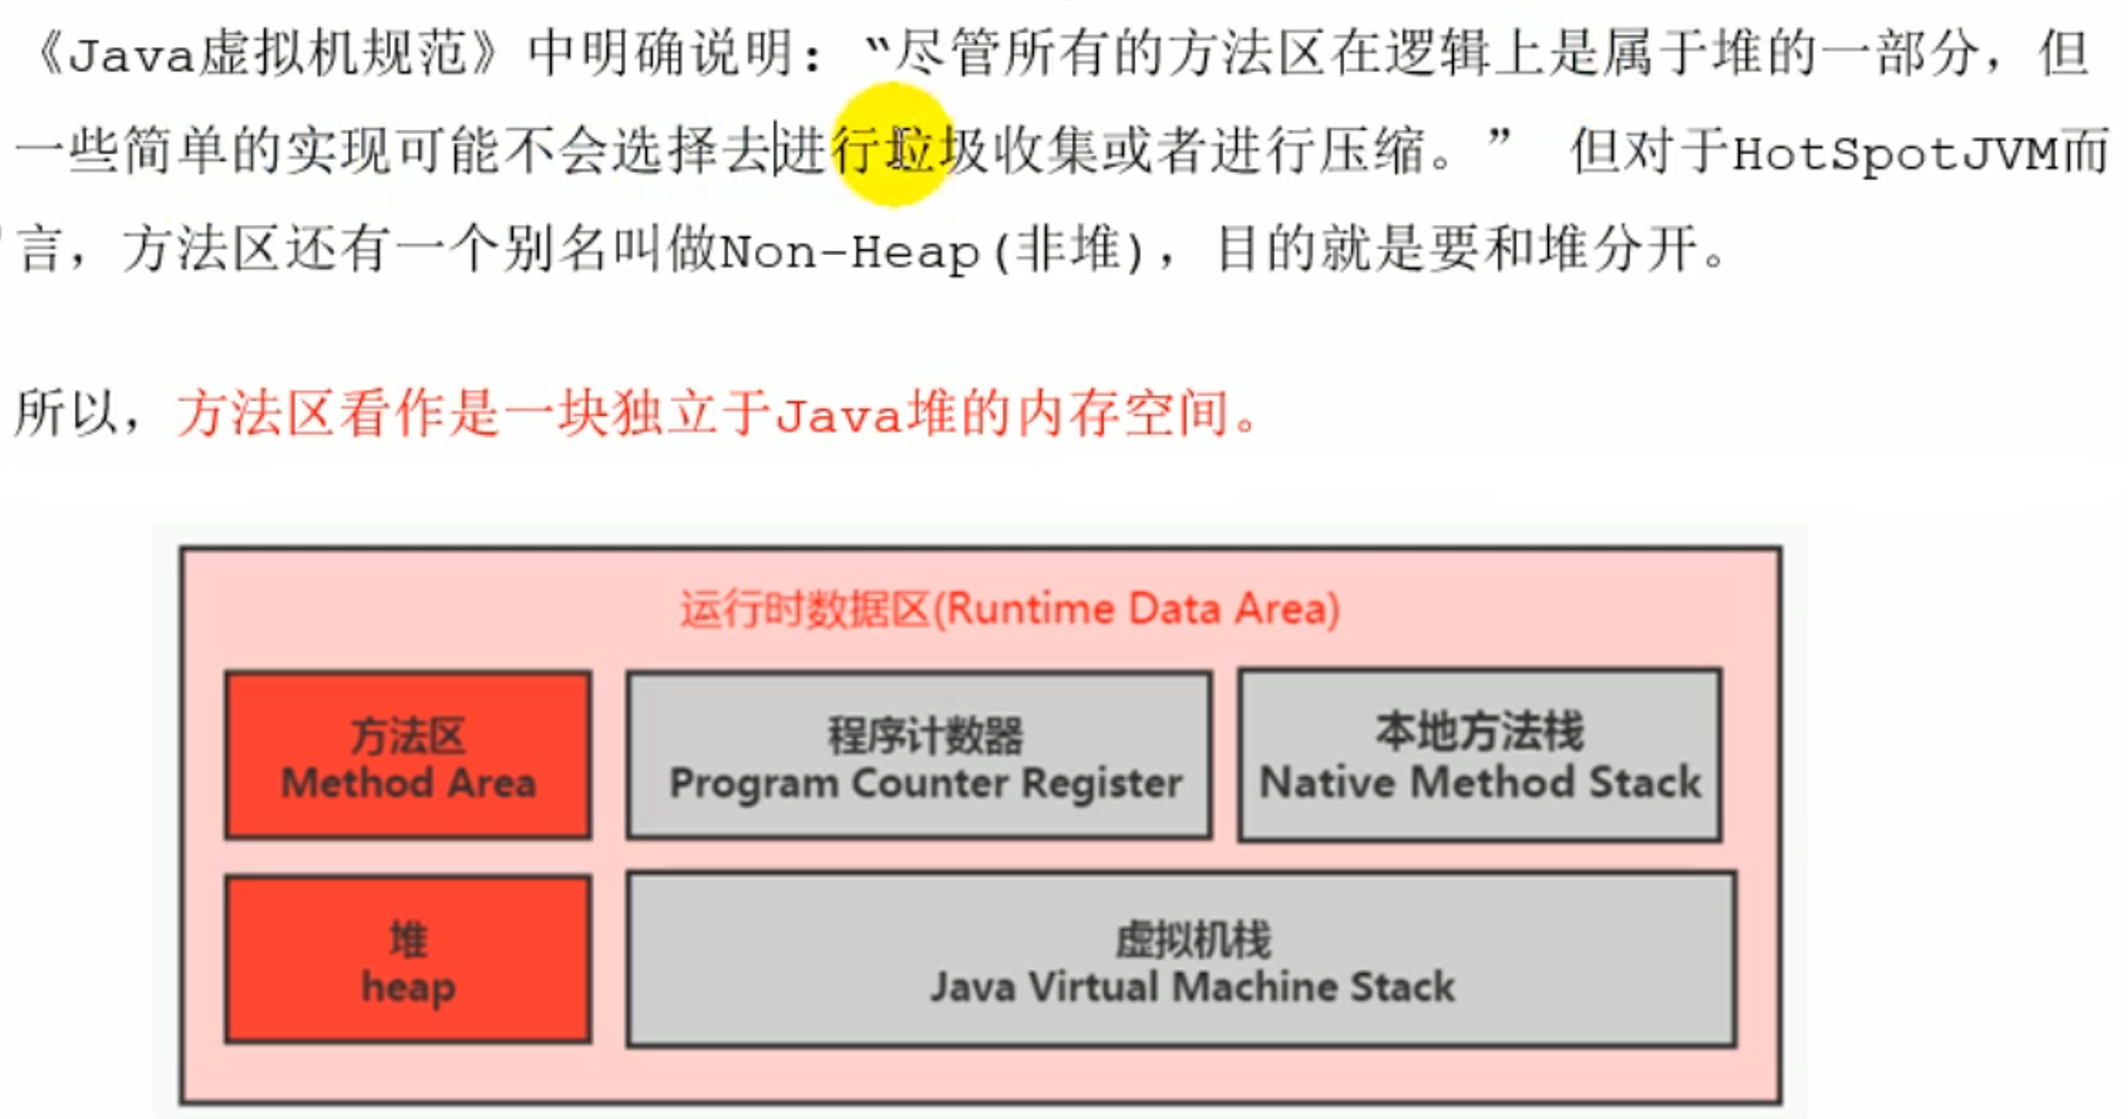 《Java虚拟机规范》中明确说明：“尽管所有的方法区在逻辑上是属于堆的一部分，但
一些简单的实现可能不会选择去进行垃圾收集或者进行压缩。” 但对于HotSpotJVM而
言，方法区还有一个别名叫做Non-Heap(非堆)，目的就是要和堆分开。
所以，方法区看作是一块独立于Java堆的内存空间。
运行时数据区(Runtime Data Area)
方法区
Method Area
程序计数器
Program Counter Register
本地方法栈
Native Method Stack
堆
heap
虚拟机栈
Java Virtual Machine Stack